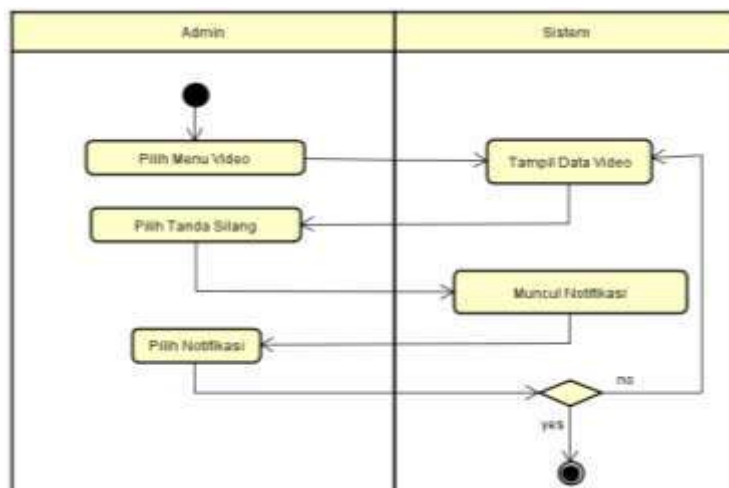 Admin
Sistem
Pilih Menu Video
Tampil Data Video
Pilih Tanda Silang
Muncul Notifikasi
Pilih Notifikasi
no
yes